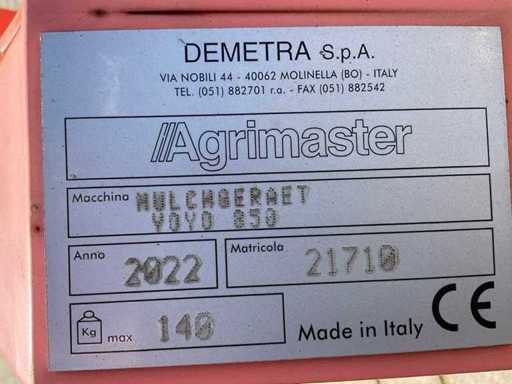 DEMETRA S.p.A.
VIA NOBILI 44 - 40062 MOLINELLA (BO) - ITALY
TEL. (051) 882701 r.a. - FAX (051) 882542
Agrimaster
Macchina MULCHGERAET
YOYO 850
Anno 2022 Matricola 21710
Kg max 140 Made in Italy CE